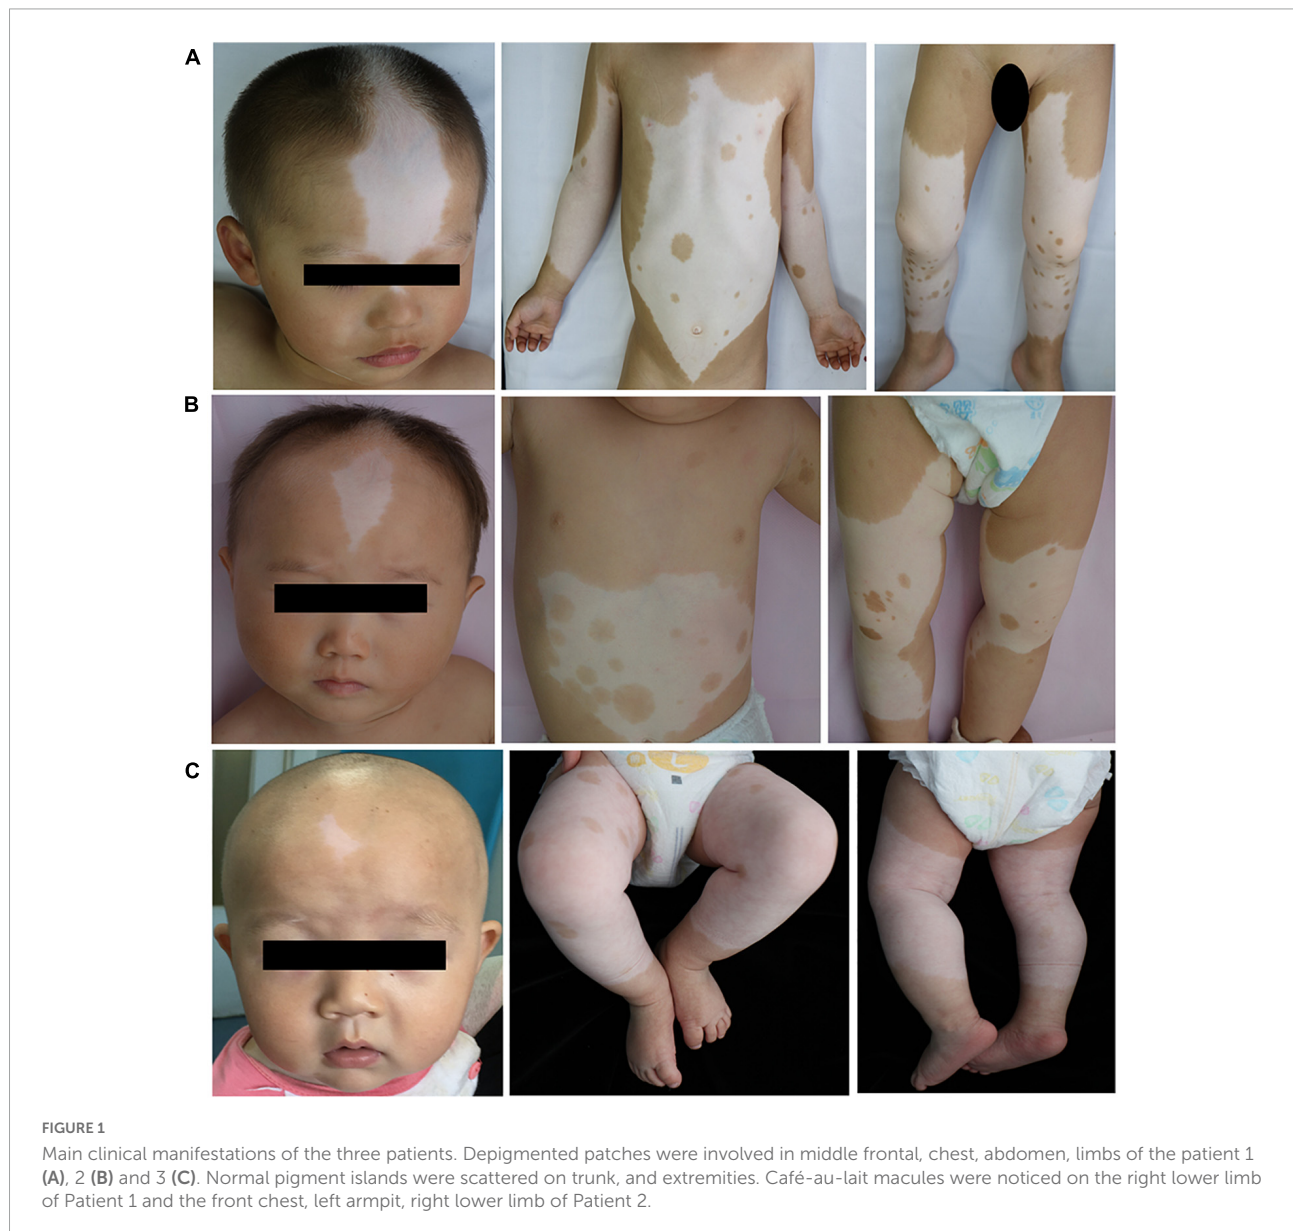 A
B
C
FIGURE 1
Main clinical manifestations of the three patients. Depigmented patches were involved in middle frontal, chest, abdomen, limbs of the patient 1
(A), 2 (B) and 3 (C). Normal pigment islands were scattered on trunk, and extremities. Café-au-lait macules were noticed on the right lower limb
of Patient 1 and the front chest, left armpit, right lower limb of Patient 2.